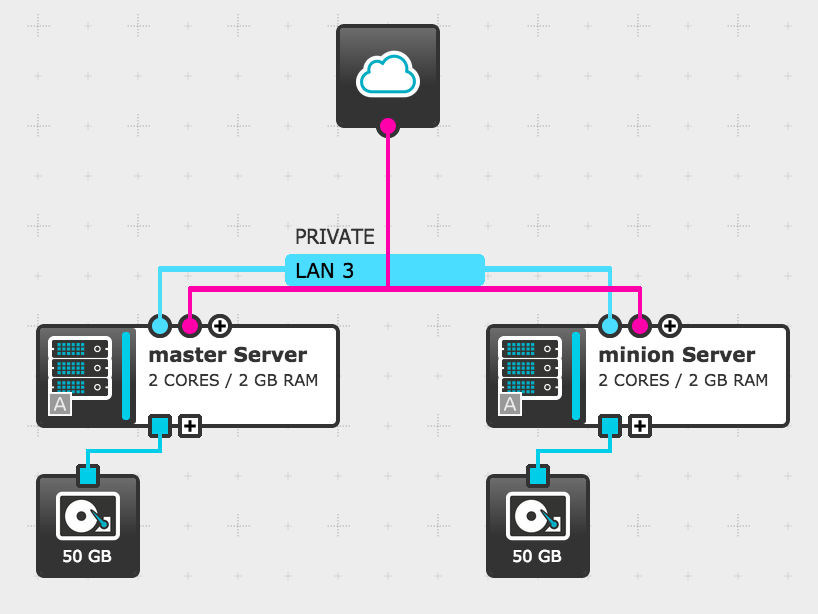 PRIVATE
LAN 3
master Server
2 CORES / 2 GB RAM
A
minion Server
2 CORES / 2 GB RAM
A
50 GB
50 GB